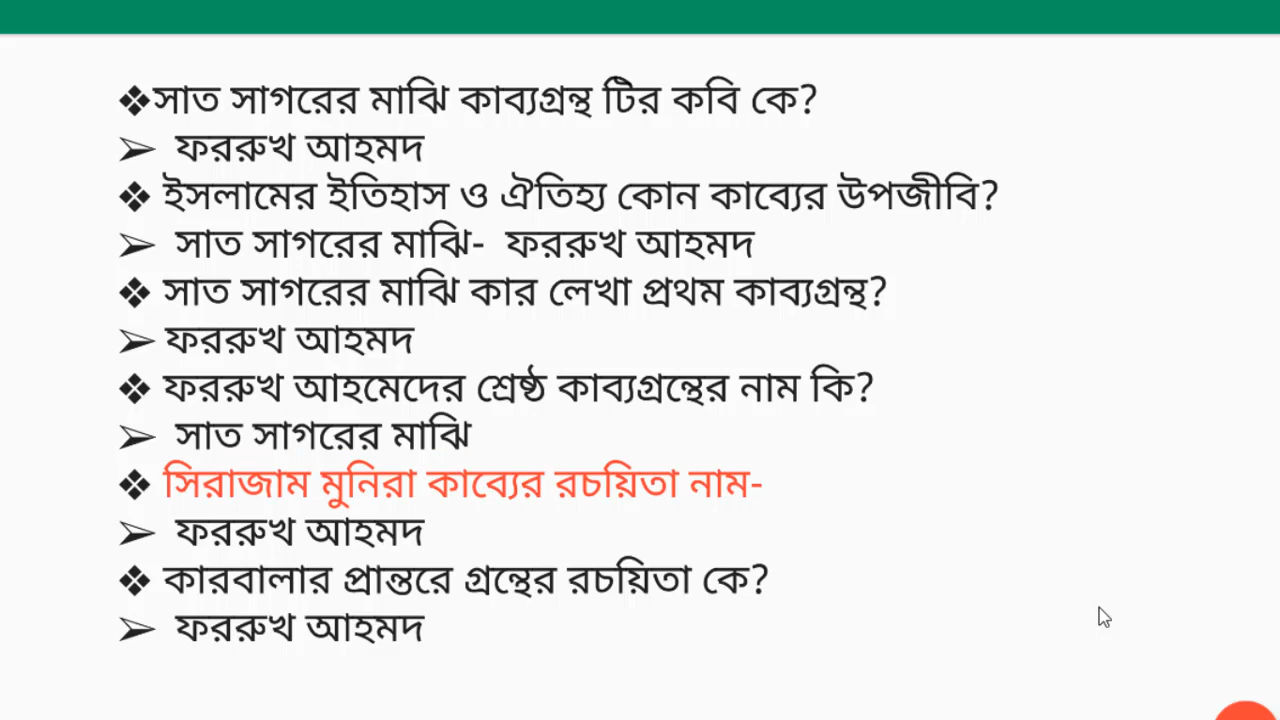 ❖সাত সাগরের মাঝি কাব্যগ্রন্থ টির কবি কে?
➢ ফররুখ আহমদ
❖ ইসলামের ইতিহাস ও ঐতিহ্য কোন কাব্যের উপজীবি?
➢ সাত সাগরের মাঝি- ফররুখ আহমদ
❖ সাত সাগরের মাঝি কার লেখা প্রথম কাব্যগ্রন্থ?
➢ ফররুখ আহমদ
❖ ফররুখ আহমেদের শ্রেষ্ঠ কাব্যগ্রন্থের নাম কি?
➢ সাত সাগরের মাঝি
❖ সিরাজাম মুনিরা কাব্যের রচয়িতা নাম-
➢ ফররুখ আহমদ
❖ কারবালার প্রান্তরে গ্রন্থের রচয়িতা কে?
➢ ফররুখ আহমদ